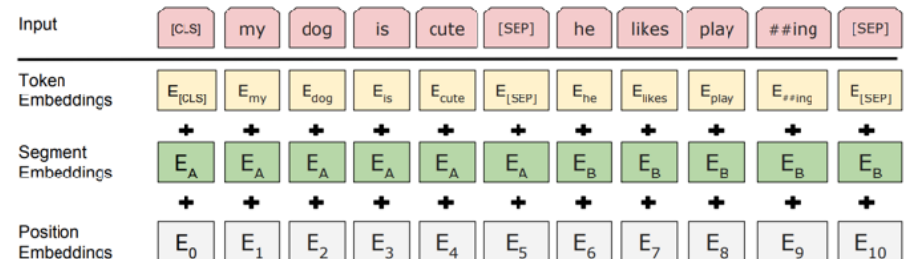 Input [CLS] my dog is cute [SEP] he likes play ##ing [SEP]
Token
Embeddings E[CLS] Emy Edog Eis Ecute E[SEP] Ehe Elikes Eplay E##ing E[SEP]
+ + + + + + + + + + +
Segment
Embeddings EA EA EA EA EA EA EB EB EB EB EB
+ + + + + + + + + + +
Position
Embeddings E0 E1 E2 E3 E4 E5 E6 E7 E8 E9 E10